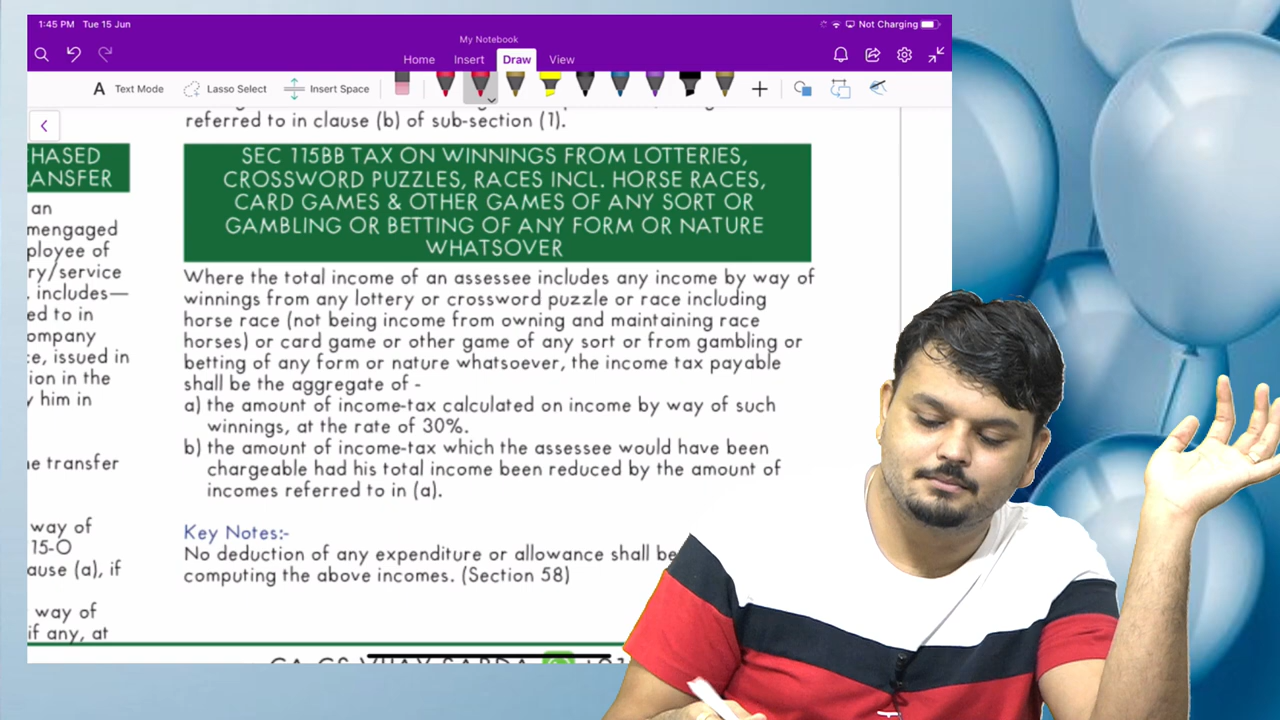 1:45 PM Tue 15 Jun
Not Charging
My Notebook
Home Insert Draw View
A Text Mode Lasso Select Insert Space
referred to in clause (b) of sub-section (1).
HASED
ANSFER
an
mengaged
ployee of
ry/service
includes—
ed to in
ompany
e, issued in
ion in the
him in
e transfer
way of
15-O
ause (a), if
way of
if any, at
SEC 115BB TAX ON WINNINGS FROM LOTTERIES,
CROSSWORD PUZZLES, RACES INCL. HORSE RACES,
CARD GAMES & OTHER GAMES OF ANY SORT OR
GAMBLING OR BETTING OF ANY FORM OR NATURE
WHATSOVER
Where the total income of an assessee includes any income by way of
winnings from any lottery or crossword puzzle or race including
horse race (not being income from owning and maintaining race
horses) or card game or other game of any sort or from gambling or
betting of any form or nature whatsoever, the income tax payable
shall be the aggregate of -
a) the amount of income-tax calculated on income by way of such
winnings, at the rate of 30%.
b) the amount of income-tax which the assessee would have been
chargeable had his total income been reduced by the amount of
incomes referred to in (a).
Key Notes:-
No deduction of any expenditure or allowance shall be
computing the above incomes. (Section 58)